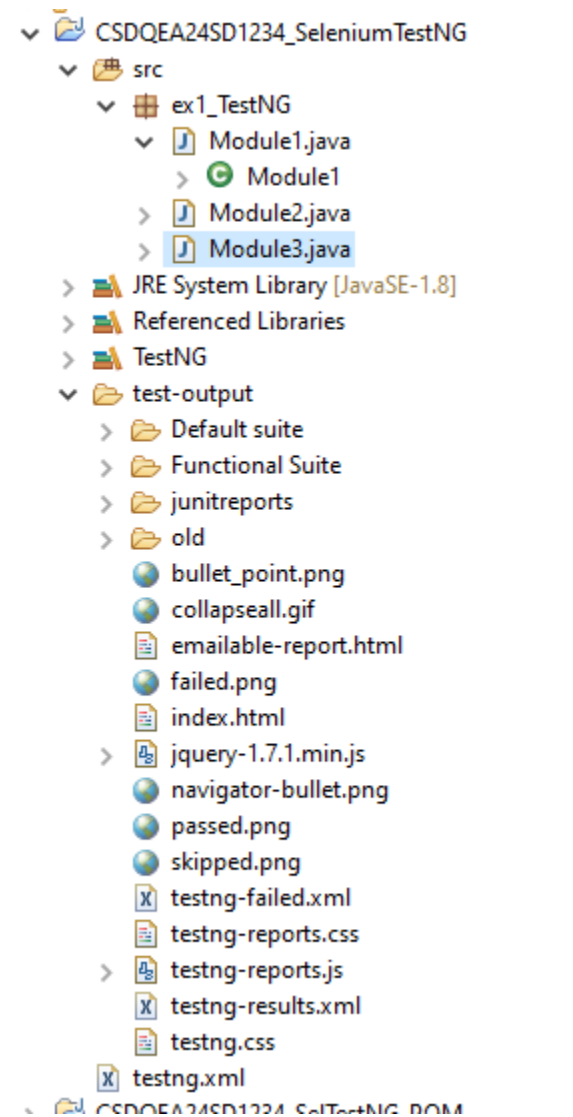 CSDQEA24SD1234_SeleniumTestNG
src
ex1_TestNG
Module1.java
Module1
Module2.java
Module3.java
JRE System Library [JavaSE-1.8]
Referenced Libraries
TestNG
test-output
Default suite
Functional Suite
junitreports
old
bullet_point.png
collapseall.gif
emailable-report.html
failed.png
index.html
jquery-1.7.1.min.js
navigator-bullet.png
passed.png
skipped.png
testng-failed.xml
testng-reports.css
testng-reports.js
testng-results.xml
testng.css
testng.xml
CSDQEA24SD1234_SelTestNG_POM